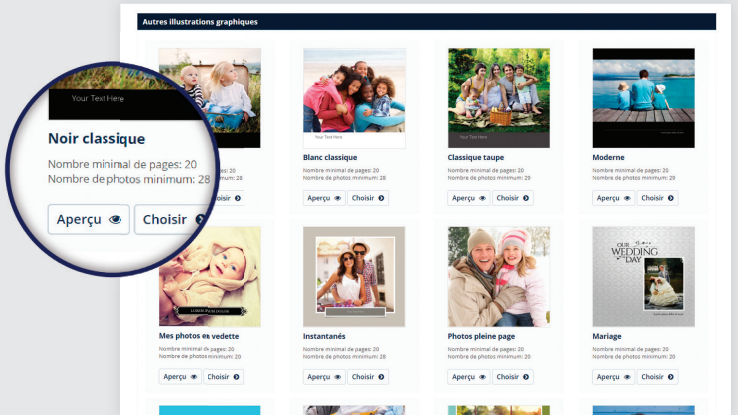 Autres illustrations graphiques
Your Text Here
Noir classique
Nombre minimal de pages: 20
Nombre de photos minimum: 28
Aperçu
Choisir
Your Text Here
Blanc classique
Nombre minimal de pages: 20
Nombre de photos minimum: 28
Aperçu
Choisir
Your Text Here
Classique taupe
Nombre minimal de pages: 20
Nombre de photos minimum: 29
Aperçu
Choisir
Moderne
Nombre minimal de pages: 20
Nombre de photos minimum: 29
Aperçu
Choisir
Mes photos en vedette
Nombre minimal de pages: 20
Nombre de photos minimum: 20
Aperçu
Choisir
Instantanés
Nombre minimal de pages: 20
Nombre de photos minimum: 28
Aperçu
Choisir
Photos pleine page
Nombre minimal de pages: 20
Nombre de photos minimum: 20
Aperçu
Choisir
OUR
WEDDING
DAY
Mariage
Nombre minimal de pages: 20
Nombre de photos minimum: 28
Aperçu
Choisir